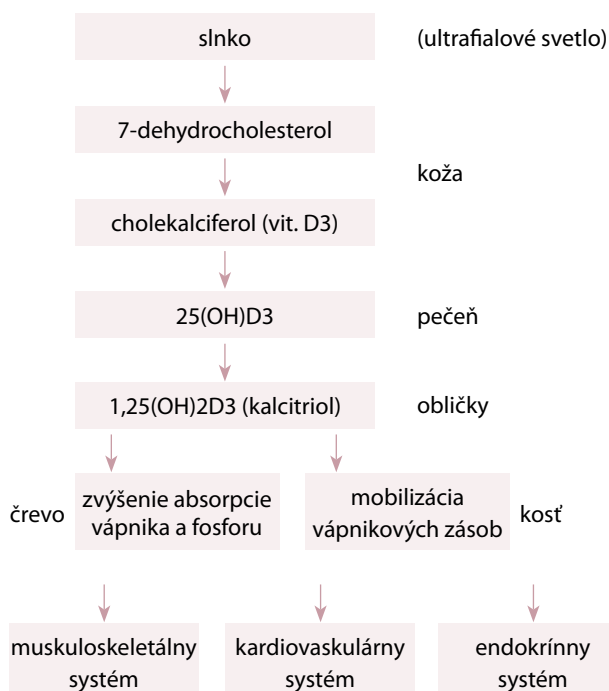 slnko (ultrafialové svetlo)
7-dehydrocholesterol
koža
cholekalciferol (vit. D3)
25(OH)D3 pečeň
1,25(OH)2D3 (kalcitriol) obličky
črevo
zvýšenie absorpcie
vápnika a fosforu
mobilizácia
vápnikových zásob
kosť
muskuloskeletálny
systém
kardiovaskulárny
systém
endokrínny
systém